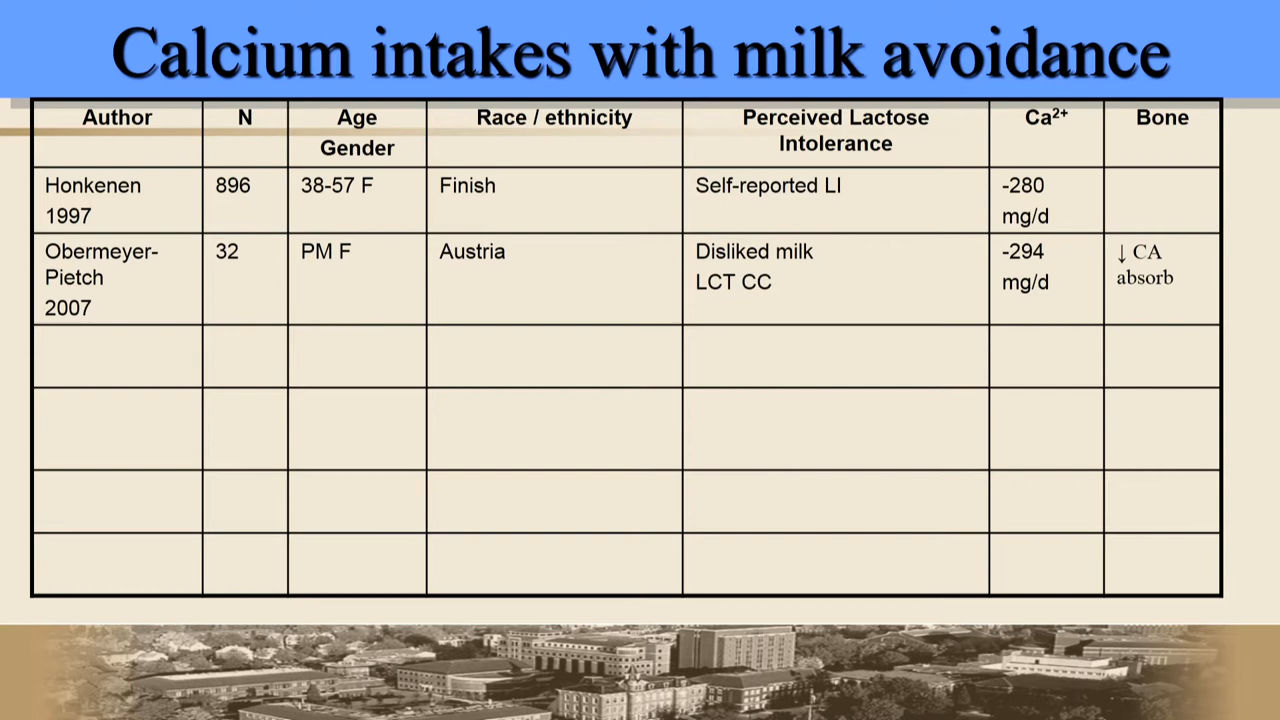 Calcium intakes with milk avoidance
Author N Age Race / ethnicity Perceived Lactose Ca²⁺ Bone
Gender Intolerance
Honkenen 896 38-57 F Finish Self-reported LI -280
1997 mg/d
Obermeyer- 32 PM F Austria Disliked milk -294 ↓ CA
Pietch LCT CC mg/d absorb
2007